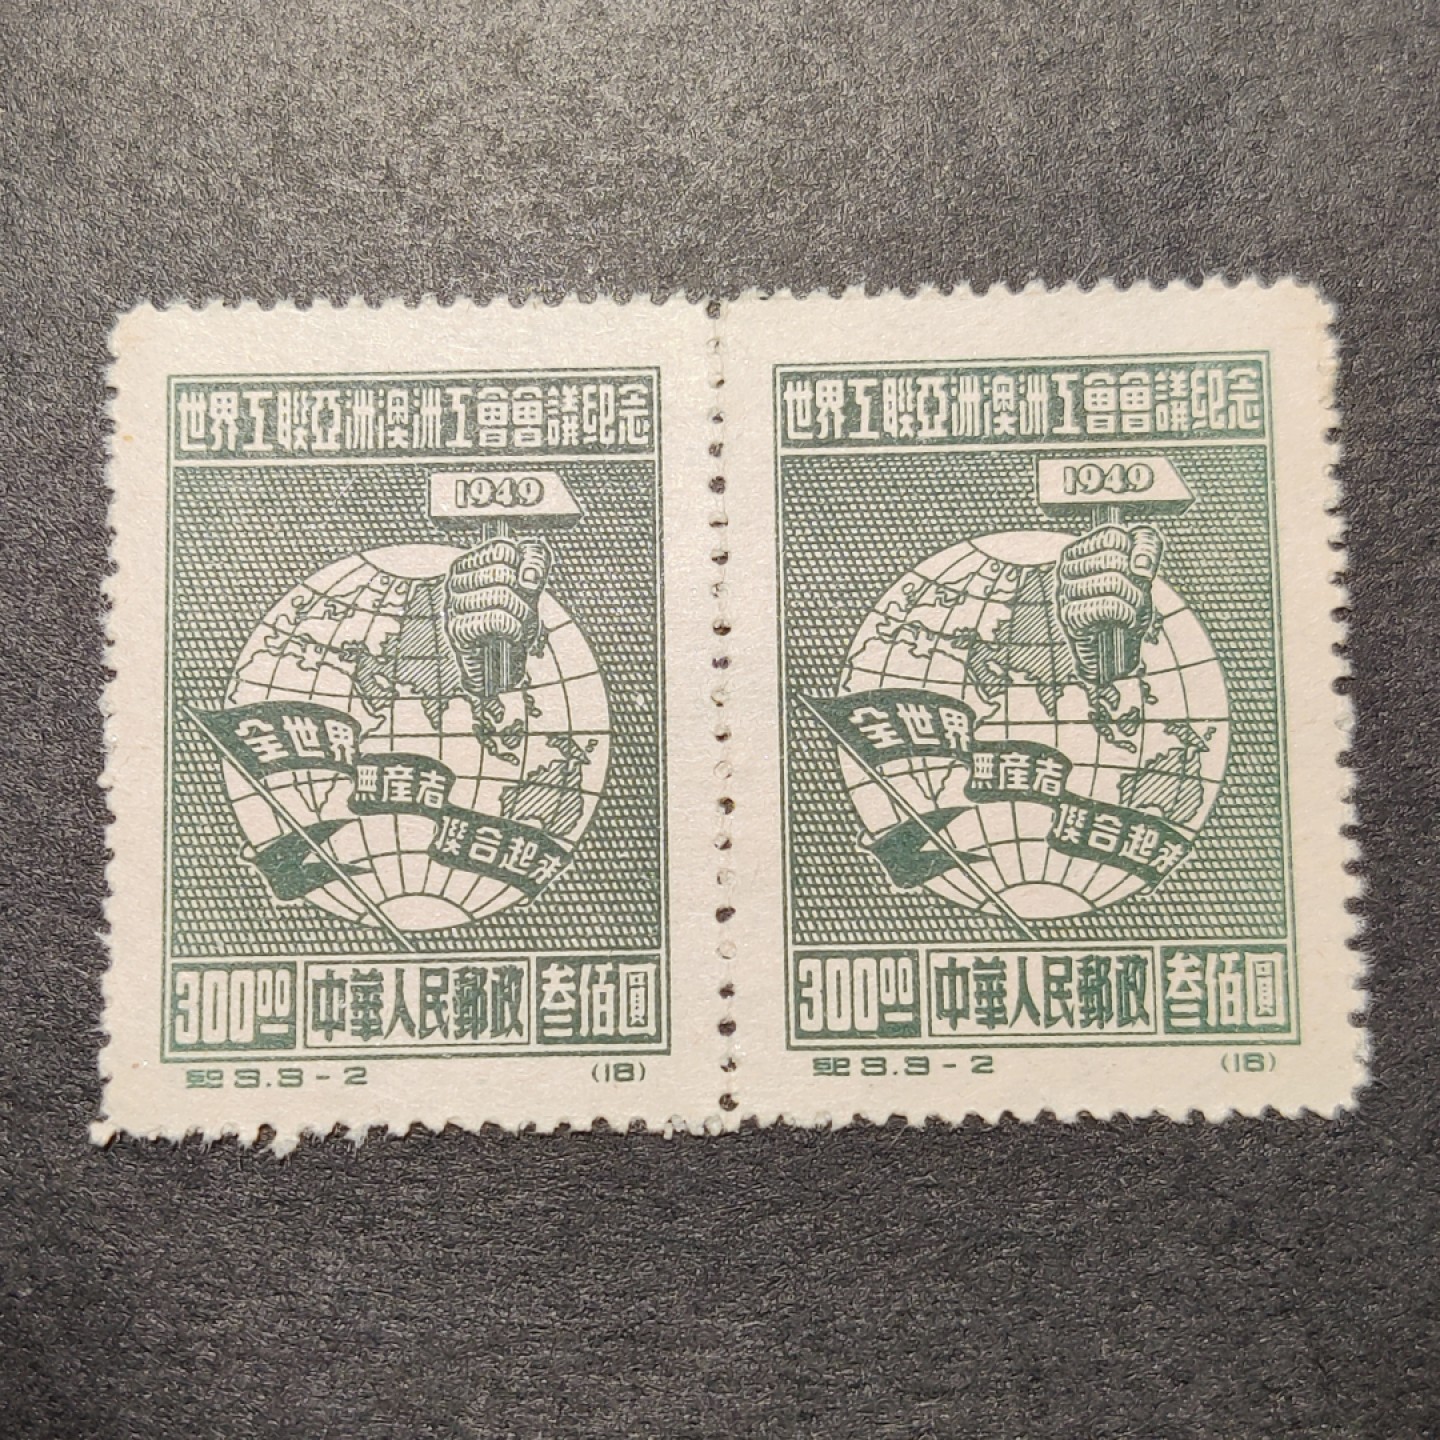 世界工聯亞洲澳洲工會會議紀念
1949
全世界
無産者
聯合起來
300.00 中華人民郵政 叁佰圓
紀3.3-2 (18)
世界工聯亞洲澳洲工會會議紀念
1949
全世界
無産者
聯合起來
300.00 中華人民郵政 叁佰圓
紀3.3-2 (18)